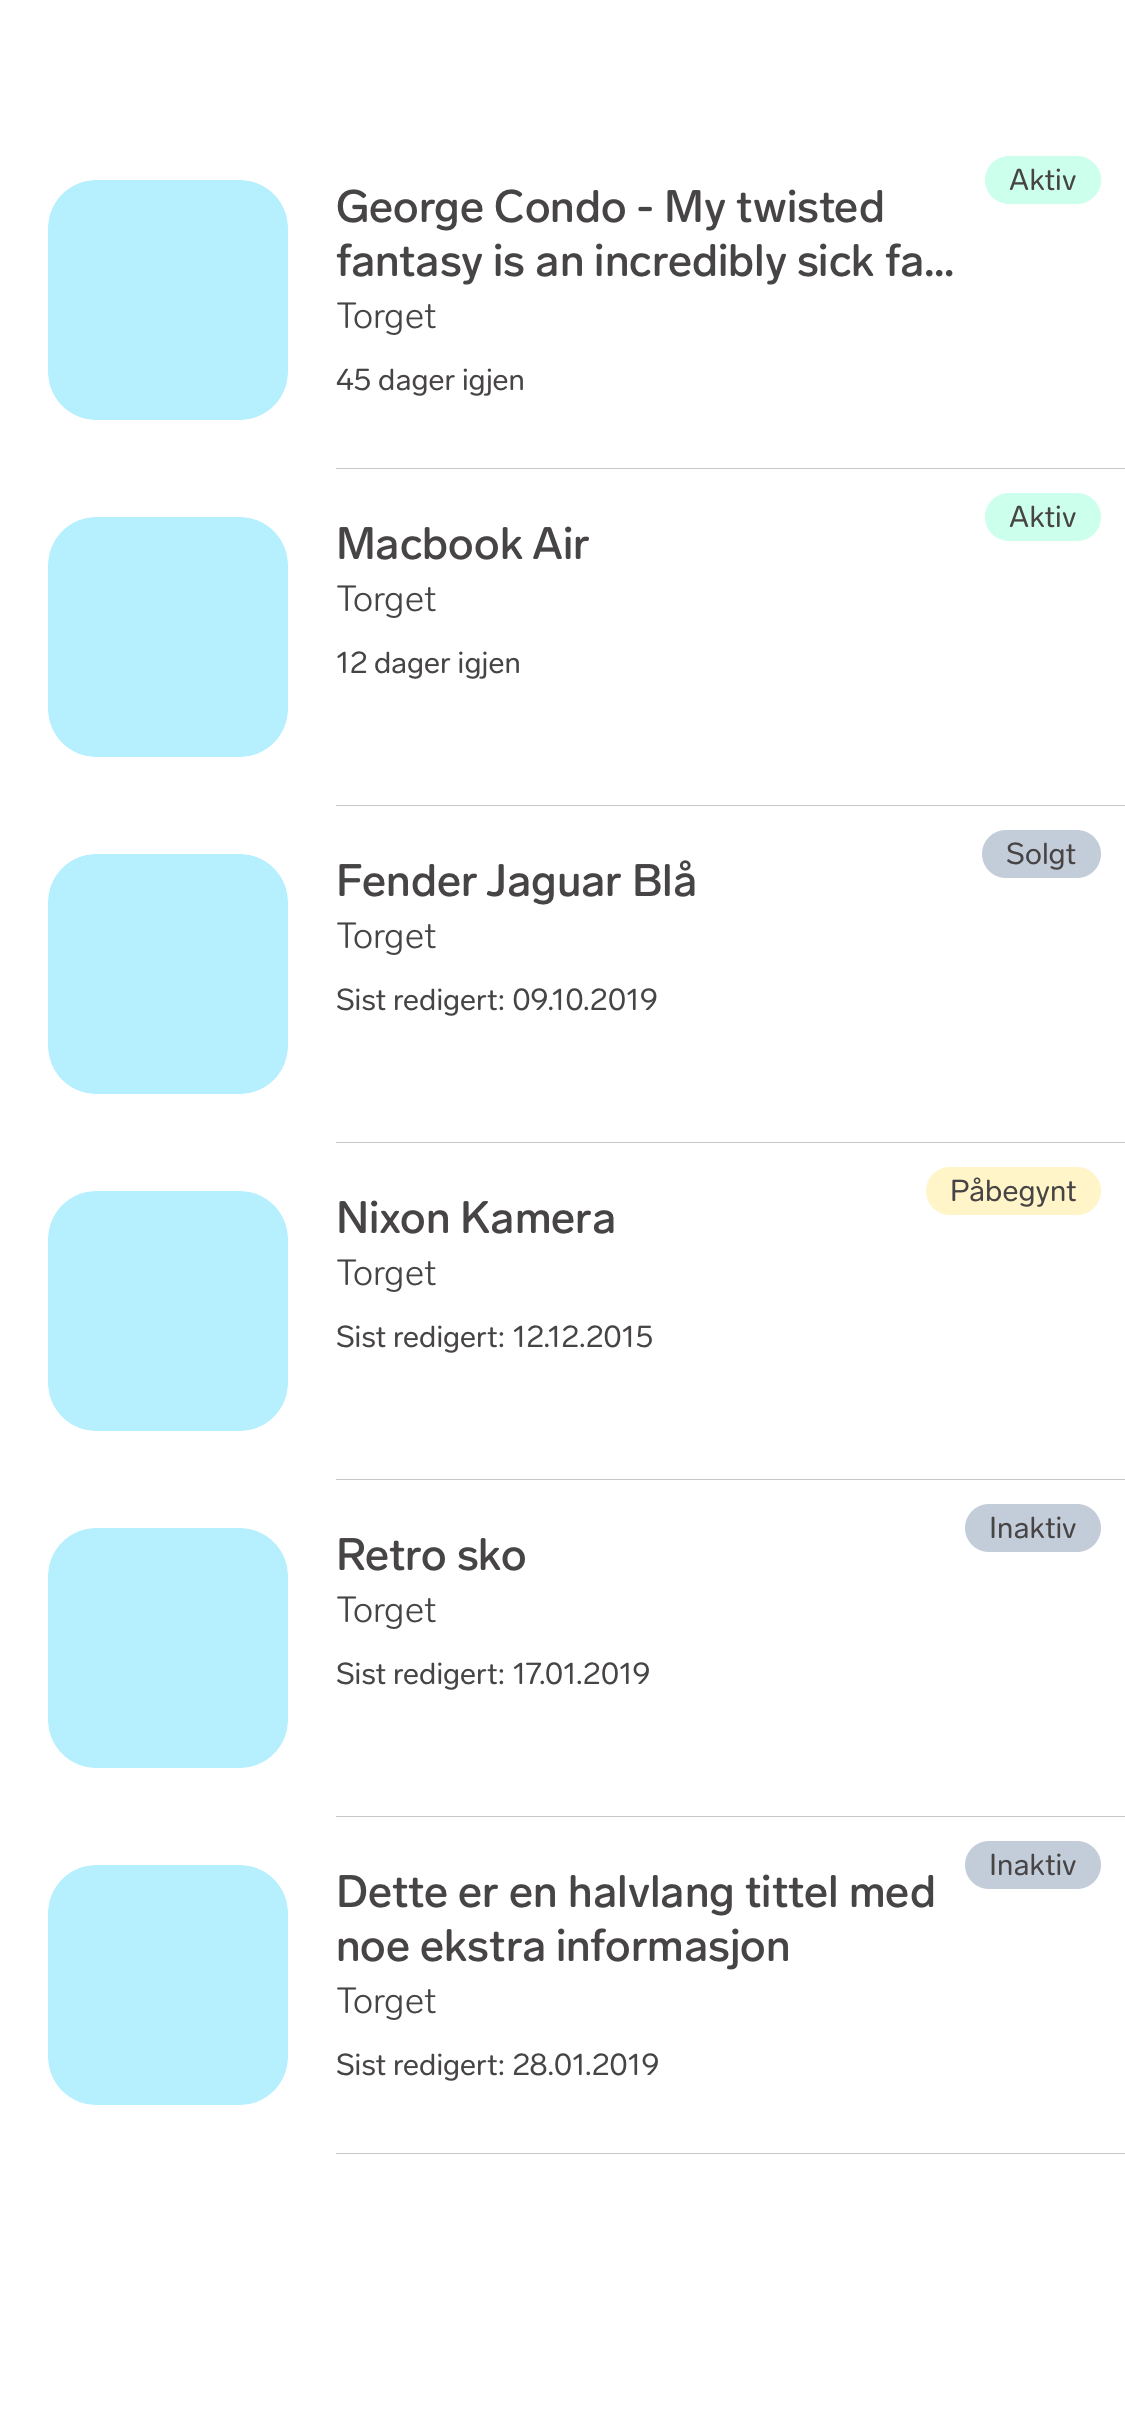 Aktiv
George Condo - My twisted
fantasy is an incredibly sick fa...
Torget
45 dager igjen
Aktiv
Macbook Air
Torget
12 dager igjen
Solgt
Fender Jaguar Blå
Torget
Sist redigert: 09.10.2019
Påbegynt
Nixon Kamera
Torget
Sist redigert: 12.12.2015
Inaktiv
Retro sko
Torget
Sist redigert: 17.01.2019
Inaktiv
Dette er en halvlang tittel med
noe ekstra informasjon
Torget
Sist redigert: 28.01.2019